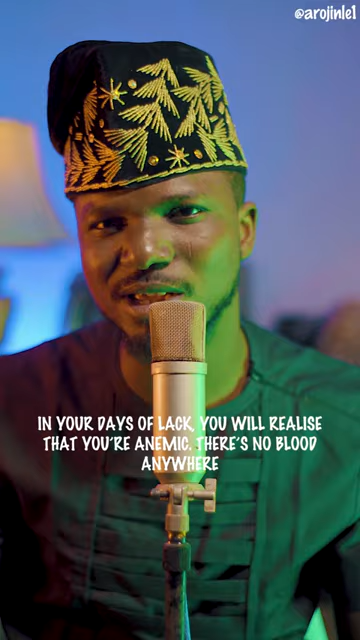 @arojinle1
IN YOUR DAYS OF LACK, YOU WILL REALISE
THAT YOU'RE ANEMIC. THERE'S NO BLOOD
ANYWHERE